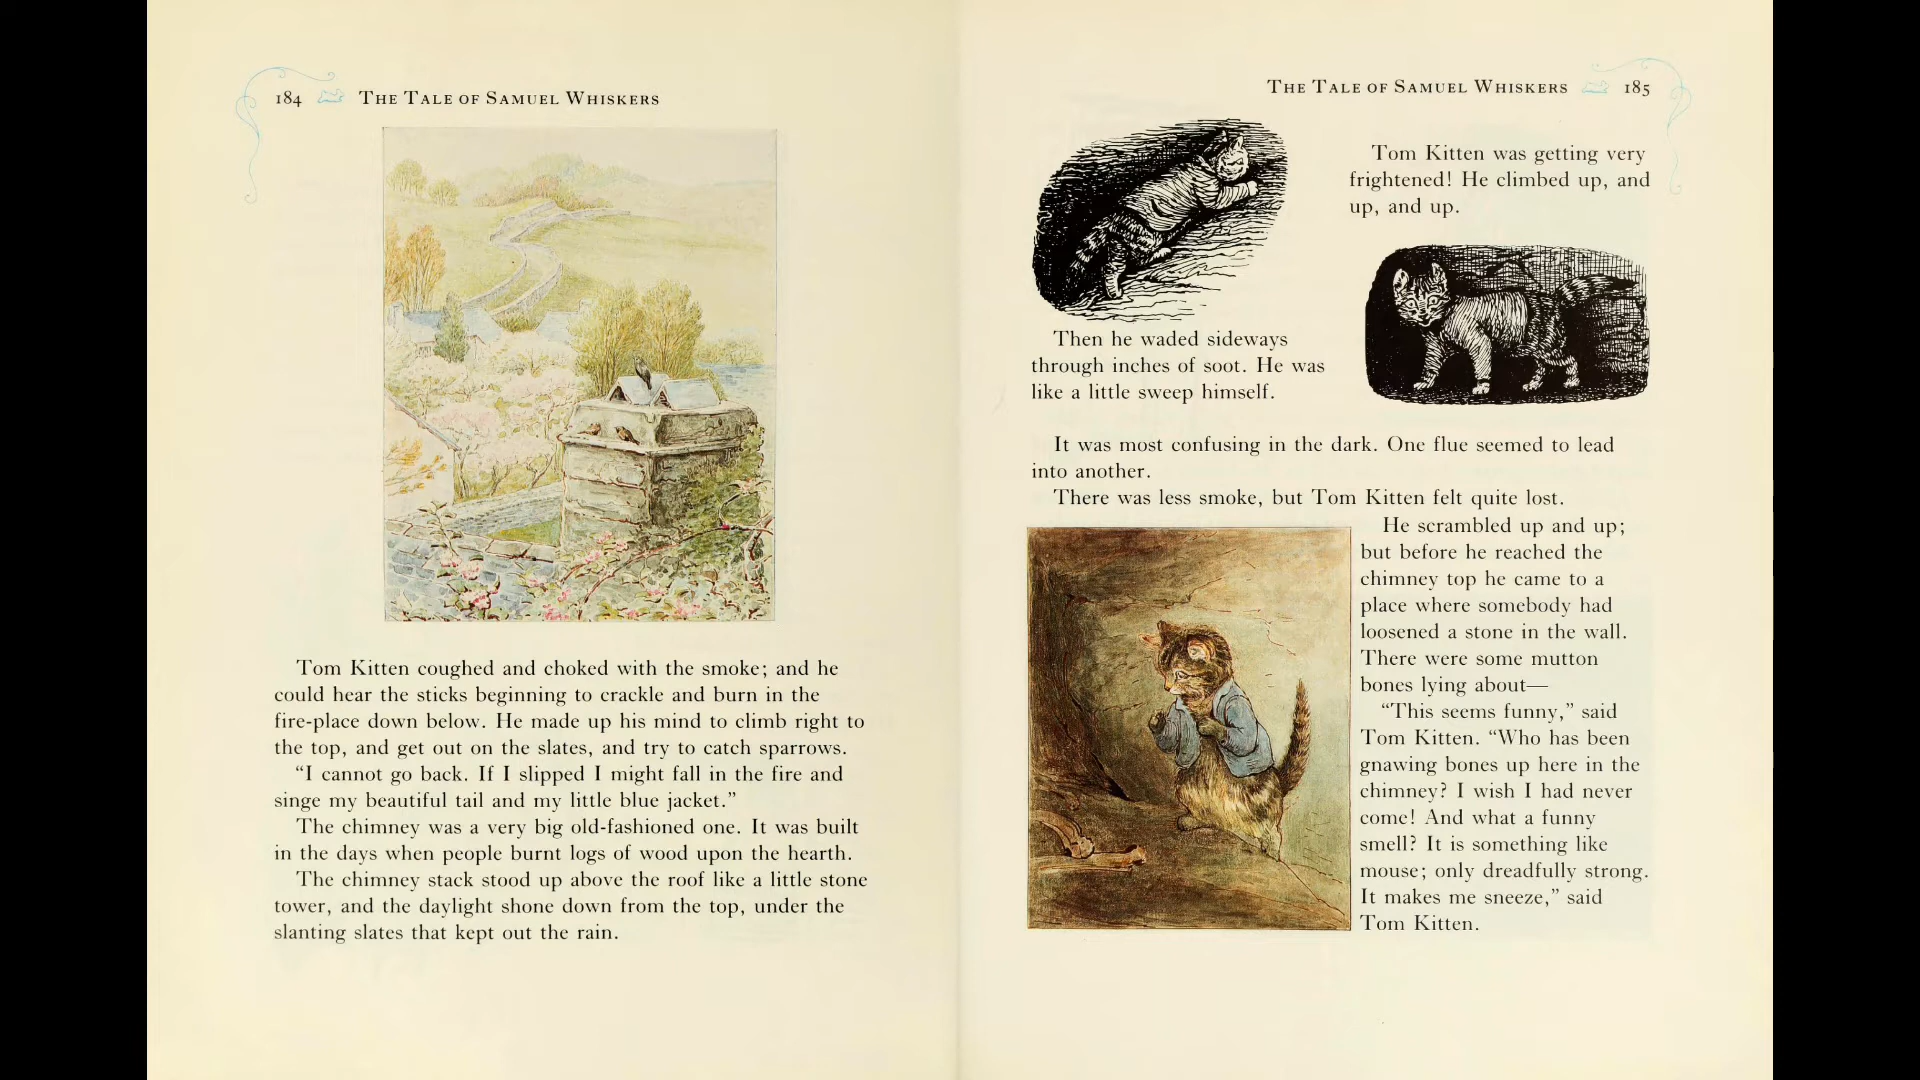 184 THE TALE OF SAMUEL WHISKERS
Tom Kitten coughed and choked with the smoke; and he
could hear the sticks beginning to crackle and burn in the
fire-place down below. He made up his mind to climb right to
the top, and get out on the slates, and try to catch sparrows.
“I cannot go back. If I slipped I might fall in the fire and
singe my beautiful tail and my little blue jacket.”
The chimney was a very big old-fashioned one. It was built
in the days when people burnt logs of wood upon the hearth.
The chimney stack stood up above the roof like a little stone
tower, and the daylight shone down from the top, under the
slanting slates that kept out the rain.
THE TALE OF SAMUEL WHISKERS 185
Tom Kitten was getting very
frightened! He climbed up, and
up, and up.
Then he waded sideways
through inches of soot. He was
like a little sweep himself.
It was most confusing in the dark. One flue seemed to lead
into another.
There was less smoke, but Tom Kitten felt quite lost.
He scrambled up and up;
but before he reached the
chimney top he came to a
place where somebody had
loosened a stone in the wall.
There were some mutton
bones lying about—
“This seems funny,” said
Tom Kitten. “Who has been
gnawing bones up here in the
chimney? I wish I had never
come! And what a funny
smell? It is something like
mouse; only dreadfully strong.
It makes me sneeze,” said
Tom Kitten.